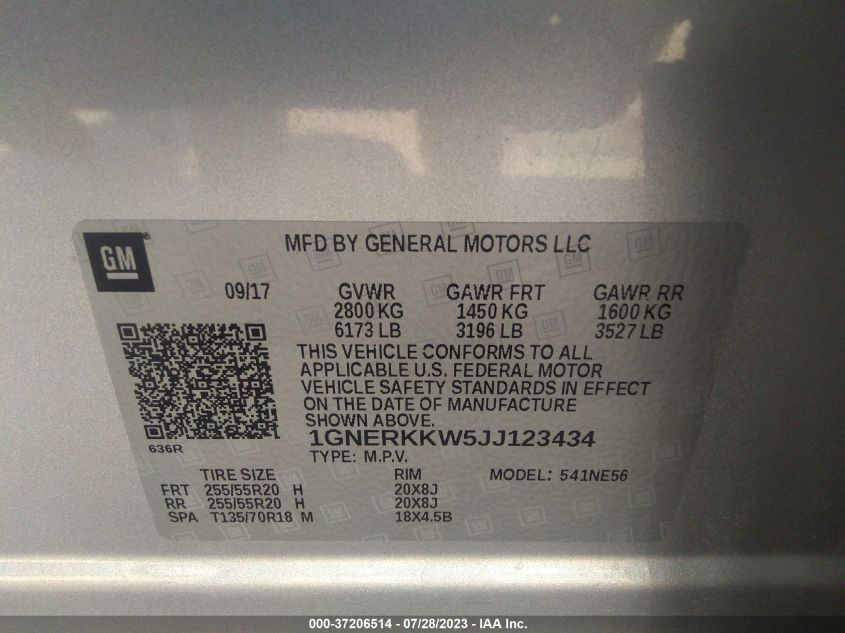 GM
MFD BY GENERAL MOTORS LLC
09/17 GVWR GAWR FRT GAWR RR
2800 KG 1450 KG 1600 KG
6173 LB 3196 LB 3527 LB
THIS VEHICLE CONFORMS TO ALL
APPLICABLE U.S. FEDERAL MOTOR
VEHICLE SAFETY STANDARDS IN EFFECT
ON THE DATE OF MANUFACTURE
SHOWN ABOVE.
636R
1GNERKKW5JJ123434
TYPE: M.P.V.
TIRE SIZE RIM MODEL: 541NE56
FRT 255/55R20 H 20X8J
RR 255/55R20 H 20X8J
SPA T135/70R18 M 18X4.5B
000-37206514 - 07/28/2023 - IAA Inc.